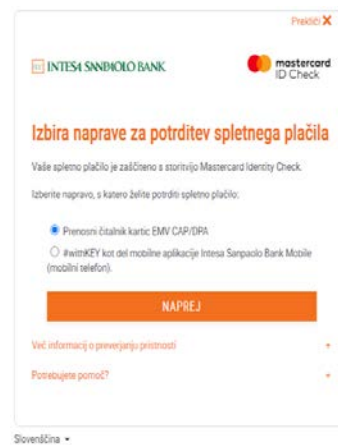 Prekliči X
INTESA SANPAOLO BANK
mastercard
ID Check
Izbira naprave za potrditev spletnega plačila
Vaše spletno plačilo je zaščiteno s storitvijo Mastercard Identity Check.
Izberite napravo, s katero želite potrditi spletno plačilo:
Prenosni čitalnik kartic EMV CAP/DPA
#withKEY kot del mobilne aplikacije Intesa Sanpaolo Bank Mobile
(mobilni telefon).
NAPREJ
Več informacij o preverjanju pristnosti
Potrebujete pomoč?
Slovenščina